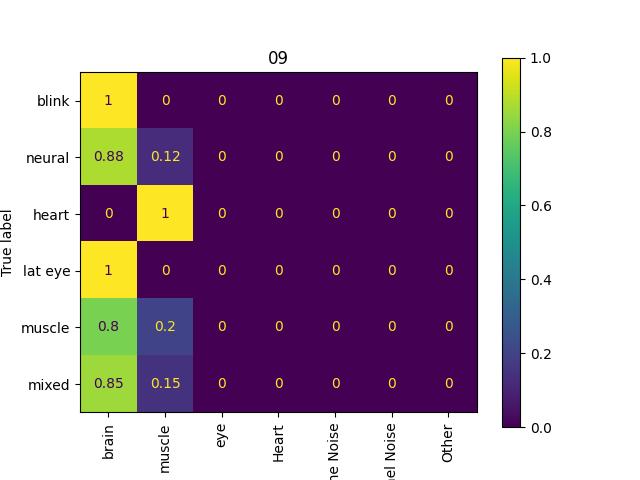 09
blink 1 0 0 0 0 0 0
neural 0.88 0.12 0 0 0 0 0
heart 0 1 0 0 0 0 0
lat eye 1 0 0 0 0 0 0
muscle 0.8 0.2 0 0 0 0 0
mixed 0.85 0.15 0 0 0 0 0
True label
brain
muscle
eye
Heart
ne Noise
nel Noise
Other
1.0
0.8
0.6
0.4
0.2
0.0